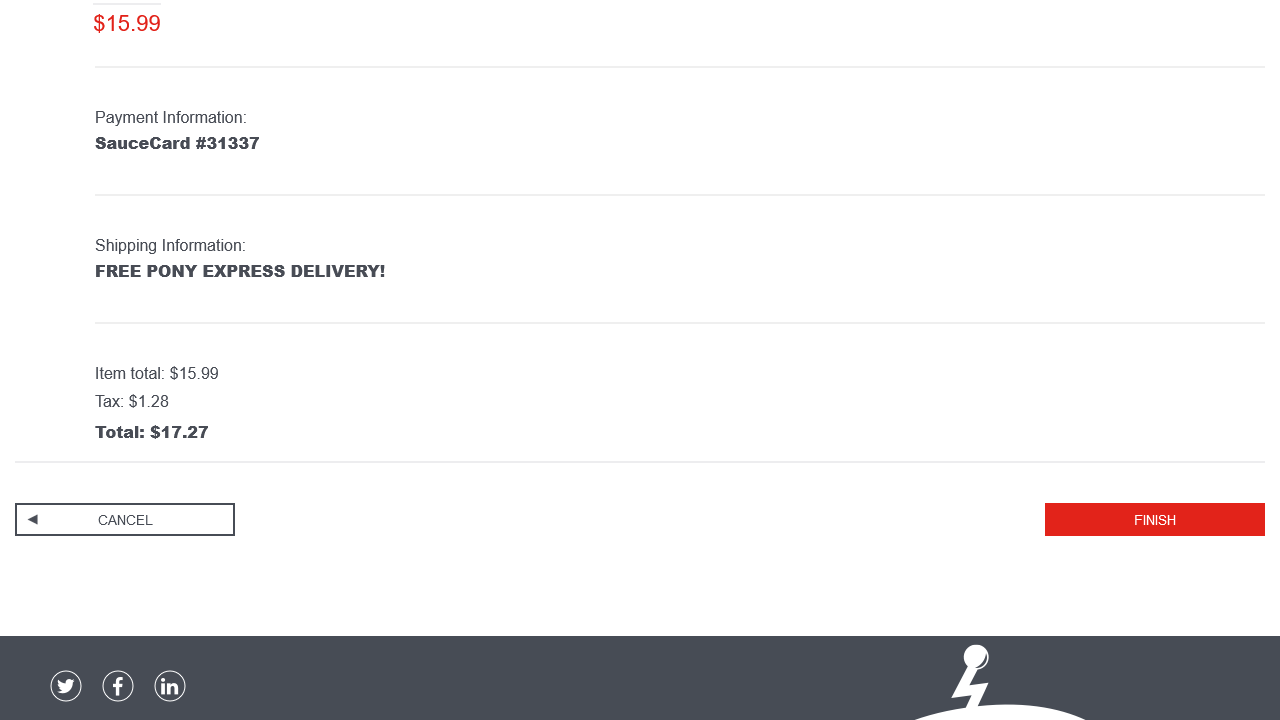 $15.99
Payment Information:
SauceCard #31337
Shipping Information:
FREE PONY EXPRESS DELIVERY!
Item total: $15.99
Tax: $1.28
Total: $17.27
CANCEL
FINISH